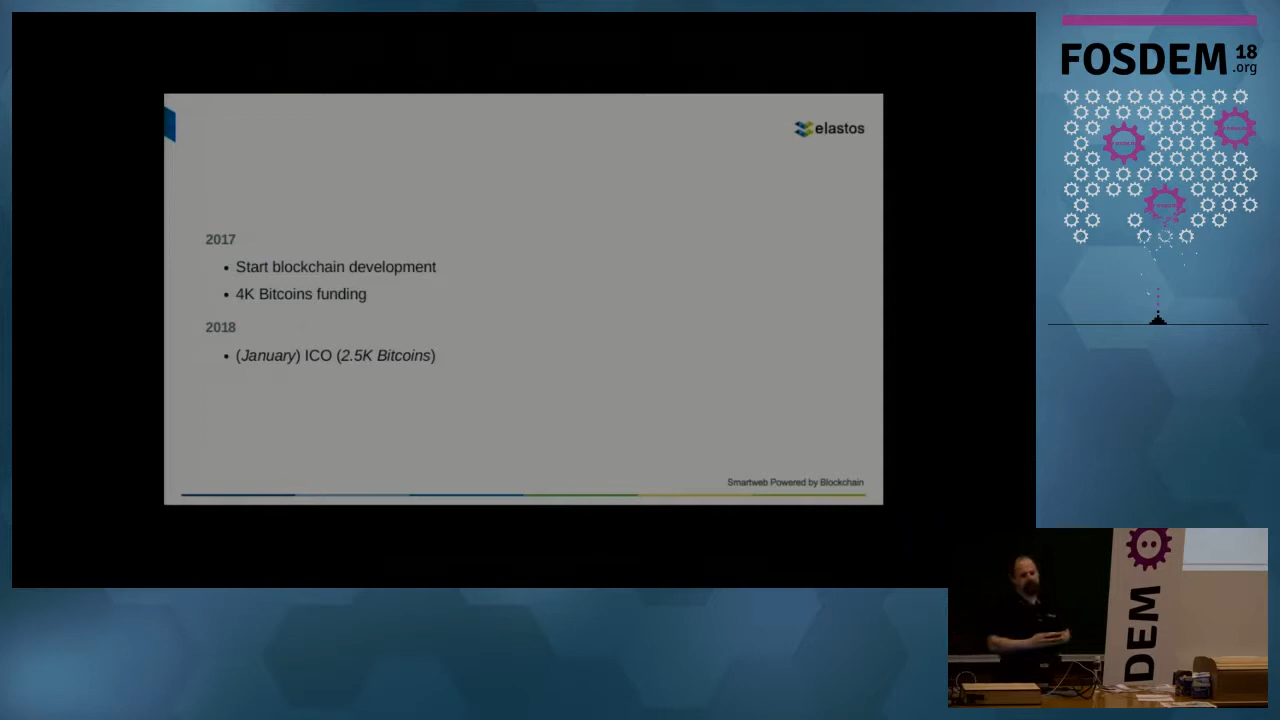 elastos
2017
• Start blockchain development
• 4K Bitcoins funding
2018
• (January) ICO (2.5K Bitcoins)
Smartweb Powered by Blockchain
FOSDEM 18
.org
DEM